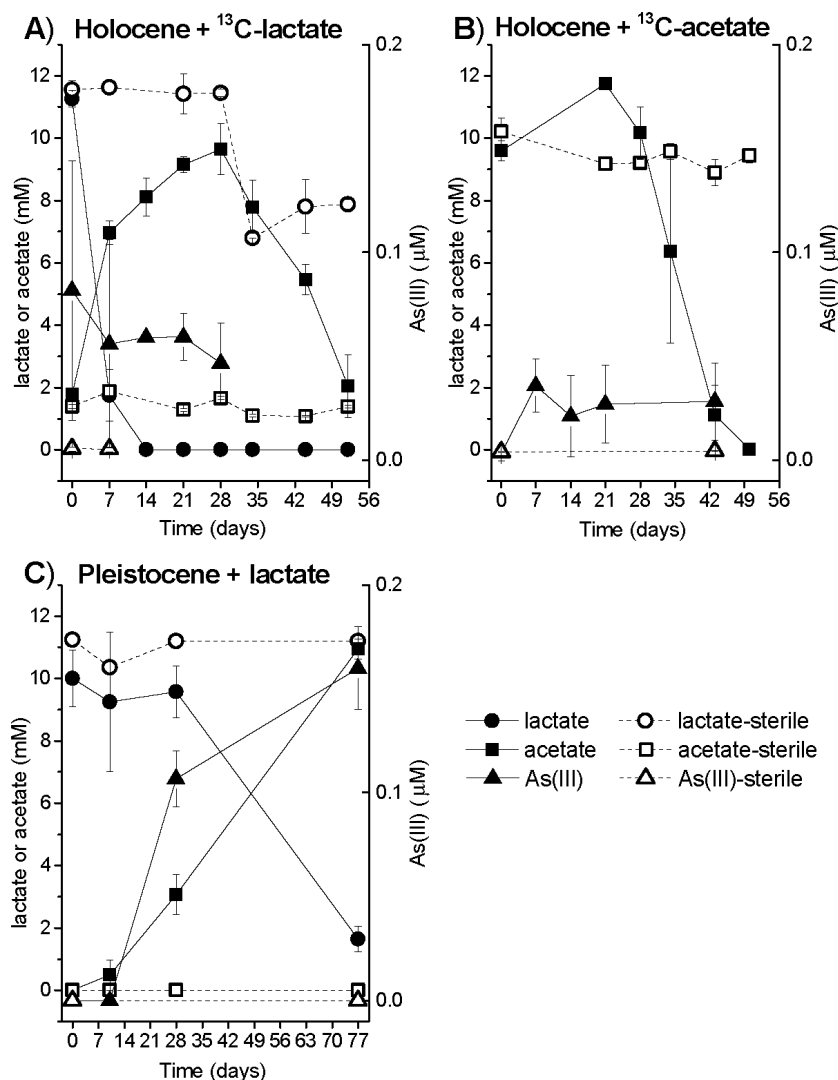 A) Holocene + ¹³C-lactate
B) Holocene + ¹³C-acetate
0.2
0.2
12
12
10
10
8
8
0.1
0.1
6
6
4
4
2
2
0
0
0.0
0.0
lactate or acetate (mM)
As(III) (μM)
lactate or acetate (mM)
As(III) (μM)
0 7 14 21 28 35 42 49 56
0 7 14 21 28 35 42 49 56
Time (days)
Time (days)
C) Pleistocene + lactate
0.2
12
10
8
0.1
6
4
2
0
0.0
lactate or acetate (mM)
As(III) (μM)
0 7 14 21 28 35 42 49 56 63 70 77
Time (days)
lactate lactate-sterile
acetate acetate-sterile
As(III) As(III)-sterile